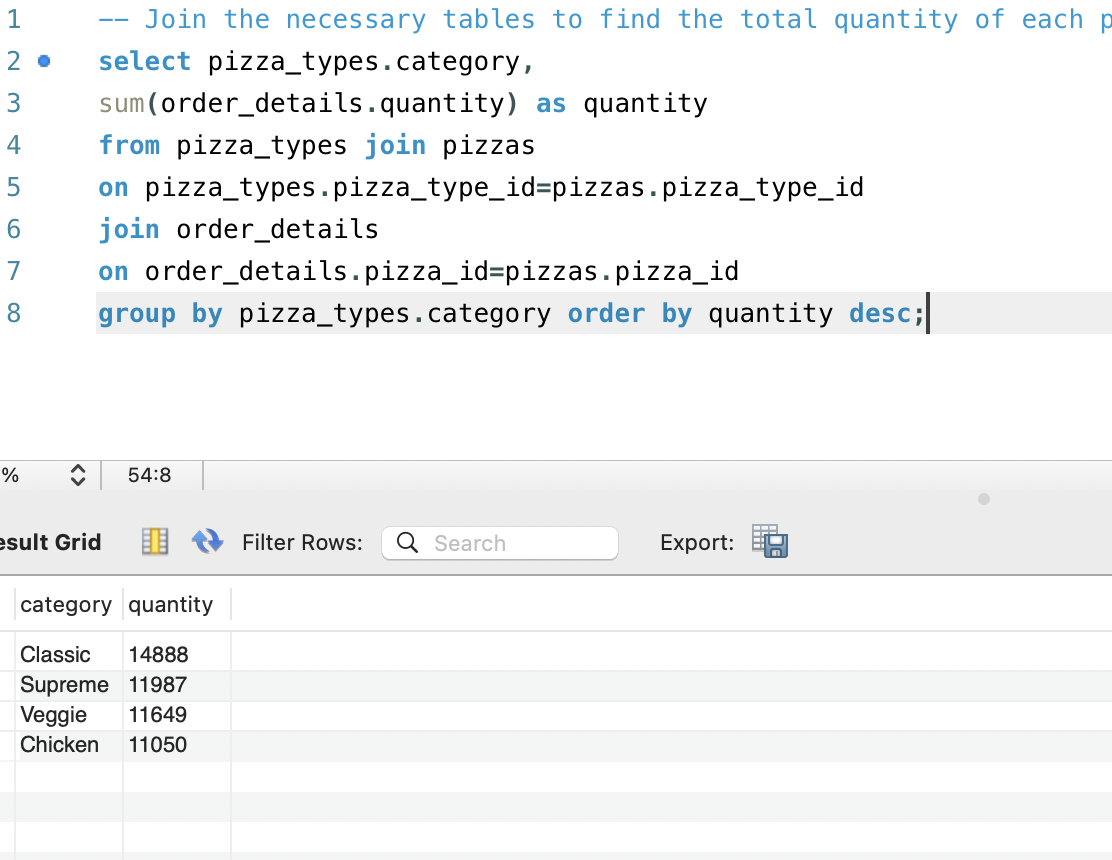 1 -- Join the necessary tables to find the total quantity of each p
2 select pizza_types.category,
3 sum(order_details.quantity) as quantity
4 from pizza_types join pizzas
5 on pizza_types.pizza_type_id=pizzas.pizza_type_id
6 join order_details
7 on order_details.pizza_id=pizzas.pizza_id
8 group by pizza_types.category order by quantity desc;
% 54:8
esult Grid Filter Rows: Search Export:
category quantity
Classic 14888
Supreme 11987
Veggie 11649
Chicken 11050